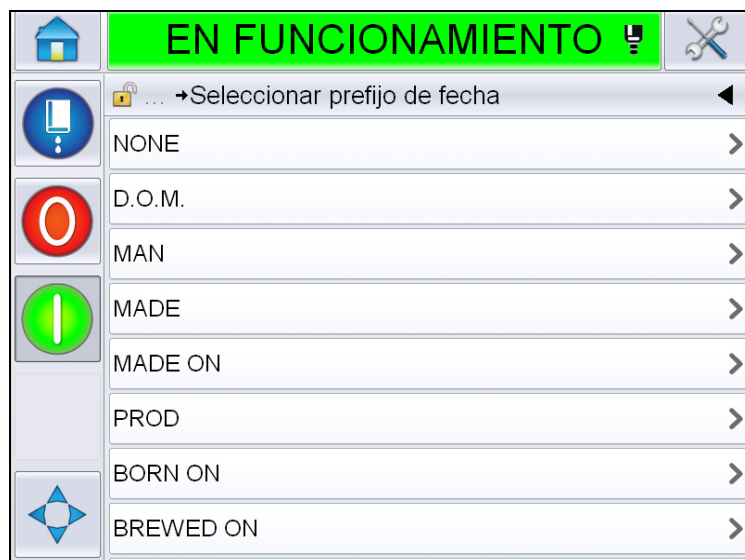 EN FUNCIONAMIENTO
... →Seleccionar prefijo de fecha
NONE
D.O.M.
MAN
MADE
MADE ON
PROD
BORN ON
BREWED ON